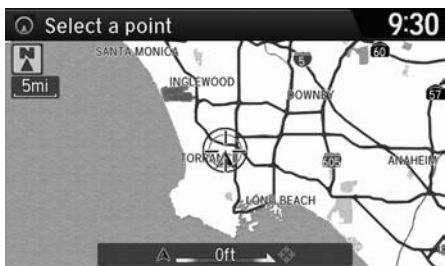 Select a point
9:30
N
SANTA MONICA
5
60
5mi
INGLEWOOD
DOWNEY
57
TORRANCE
605
ANAHEIM
LONG BEACH
0ft